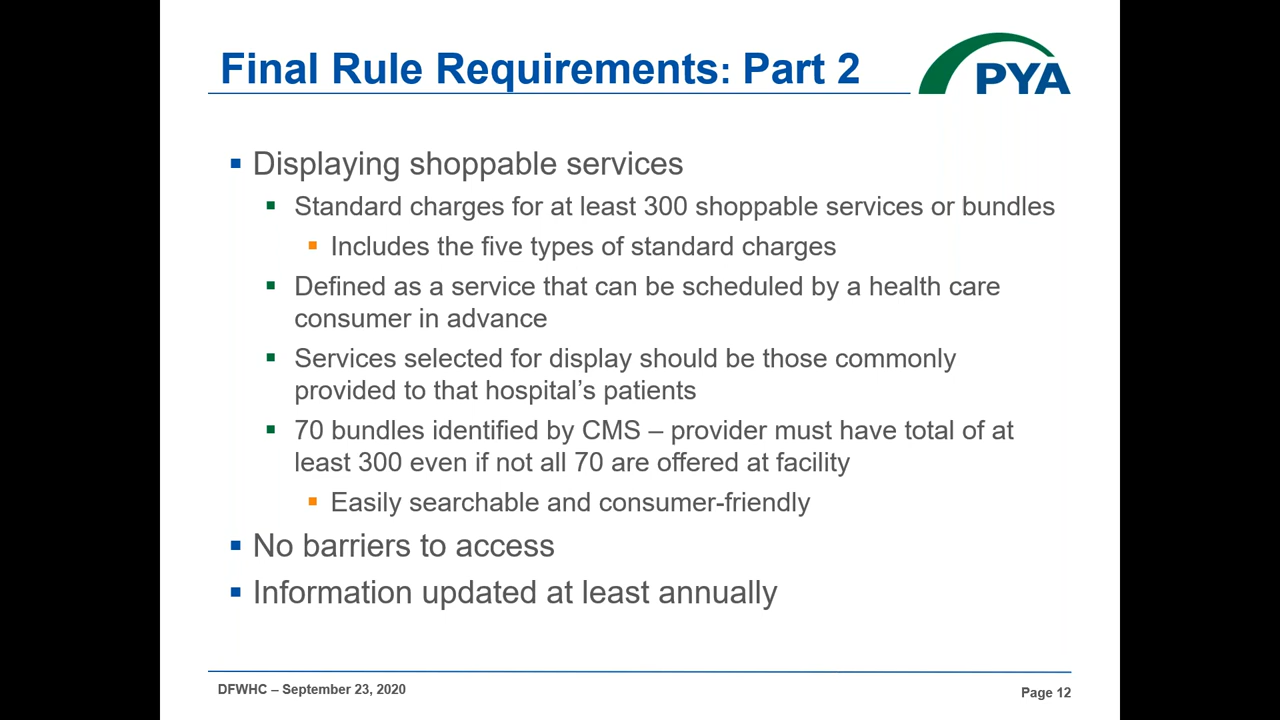 Final Rule Requirements: Part 2
PYA
Displaying shoppable services
Standard charges for at least 300 shoppable services or bundles
Includes the five types of standard charges
Defined as a service that can be scheduled by a health care
consumer in advance
Services selected for display should be those commonly
provided to that hospital’s patients
70 bundles identified by CMS – provider must have total of at
least 300 even if not all 70 are offered at facility
Easily searchable and consumer-friendly
No barriers to access
Information updated at least annually
DFWHC – September 23, 2020
Page 12